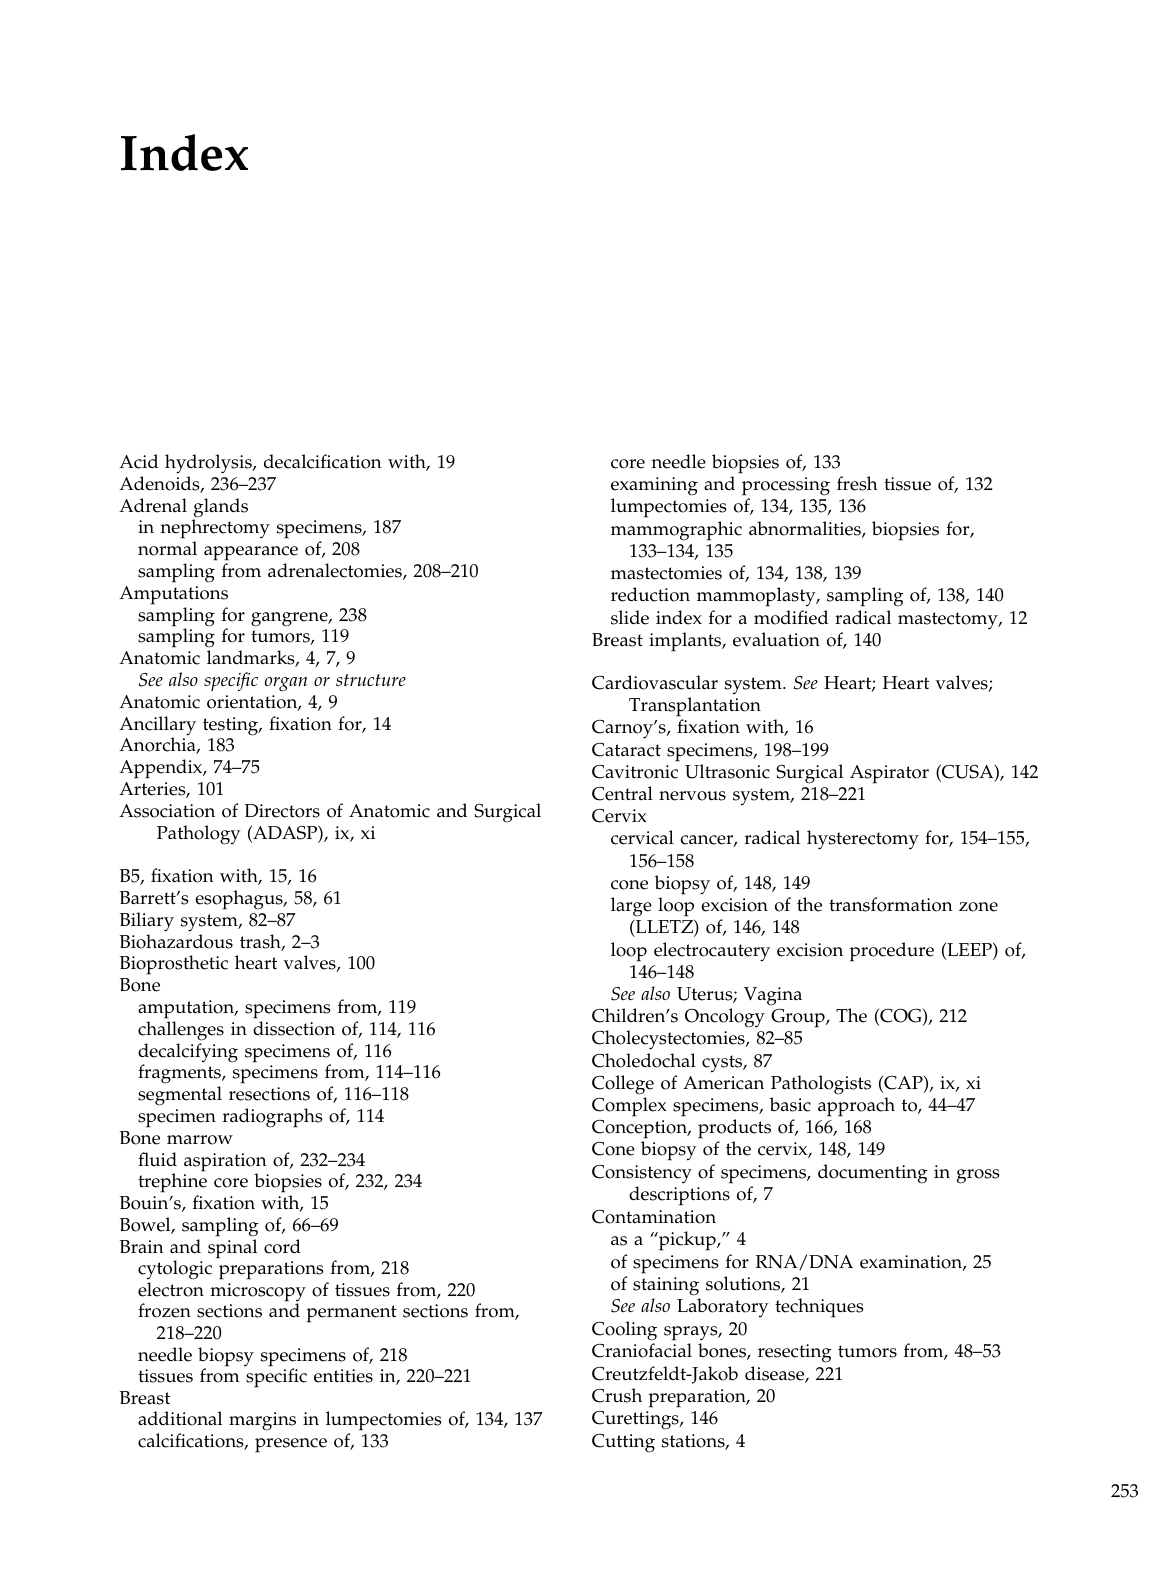 Index
Acid hydrolysis, decalcification with, 19
Adenoids, 236–237
Adrenal glands
in nephrectomy specimens, 187
normal appearance of, 208
sampling from adrenalectomies, 208–210
Amputations
sampling for gangrene, 238
sampling for tumors, 119
Anatomic landmarks, 4, 7, 9
See also specific organ or structure
Anatomic orientation, 4, 9
Ancillary testing, fixation for, 14
Anorchia, 183
Appendix, 74–75
Arteries, 101
Association of Directors of Anatomic and Surgical
Pathology (ADASP), ix, xi
B5, fixation with, 15, 16
Barrett’s esophagus, 58, 61
Biliary system, 82–87
Biohazardous trash, 2–3
Bioprosthetic heart valves, 100
Bone
amputation, specimens from, 119
challenges in dissection of, 114, 116
decalcifying specimens of, 116
fragments, specimens from, 114–116
segmental resections of, 116–118
specimen radiographs of, 114
Bone marrow
fluid aspiration of, 232–234
trephine core biopsies of, 232, 234
Bouin’s, fixation with, 15
Bowel, sampling of, 66–69
Brain and spinal cord
cytologic preparations from, 218
electron microscopy of tissues from, 220
frozen sections and permanent sections from,
218–220
needle biopsy specimens of, 218
tissues from specific entities in, 220–221
Breast
additional margins in lumpectomies of, 134, 137
calcifications, presence of, 133
core needle biopsies of, 133
examining and processing fresh tissue of, 132
lumpectomies of, 134, 135, 136
mammographic abnormalities, biopsies for,
133–134, 135
mastectomies of, 134, 138, 139
reduction mammoplasty, sampling of, 138, 140
slide index for a modified radical mastectomy, 12
Breast implants, evaluation of, 140
Cardiovascular system. See Heart; Heart valves;
Transplantation
Carnoy’s, fixation with, 16
Cataract specimens, 198–199
Cavitronic Ultrasonic Surgical Aspirator (CUSA), 142
Central nervous system, 218–221
Cervix
cervical cancer, radical hysterectomy for, 154–155,
156–158
cone biopsy of, 148, 149
large loop excision of the transformation zone
(LLETZ) of, 146, 148
loop electrocautery excision procedure (LEEP) of,
146–148
See also Uterus; Vagina
Children’s Oncology Group, The (COG), 212
Cholecystectomies, 82–85
Choledochal cysts, 87
College of American Pathologists (CAP), ix, xi
Complex specimens, basic approach to, 44–47
Conception, products of, 166, 168
Cone biopsy of the cervix, 148, 149
Consistency of specimens, documenting in gross
descriptions of, 7
Contamination
as a “pickup,” 4
of specimens for RNA/DNA examination, 25
of staining solutions, 21
See also Laboratory techniques
Cooling sprays, 20
Craniofacial bones, resecting tumors from, 48–53
Creutzfeldt-Jakob disease, 221
Crush preparation, 20
Curettings, 146
Cutting stations, 4
253